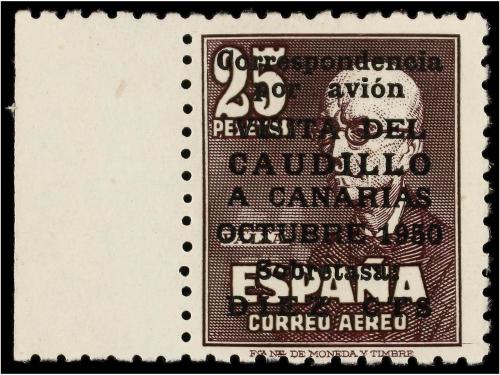 25
PESETAS
Correspondencia
por avión
VISITA DEL
CAUDILLO
A CANARIAS
OCTUBRE 1950
Sobretasa:
DIEZ CTS
ESPAÑA
CORREO AEREO
FCA NAL DE MONEDA Y TIMBRE